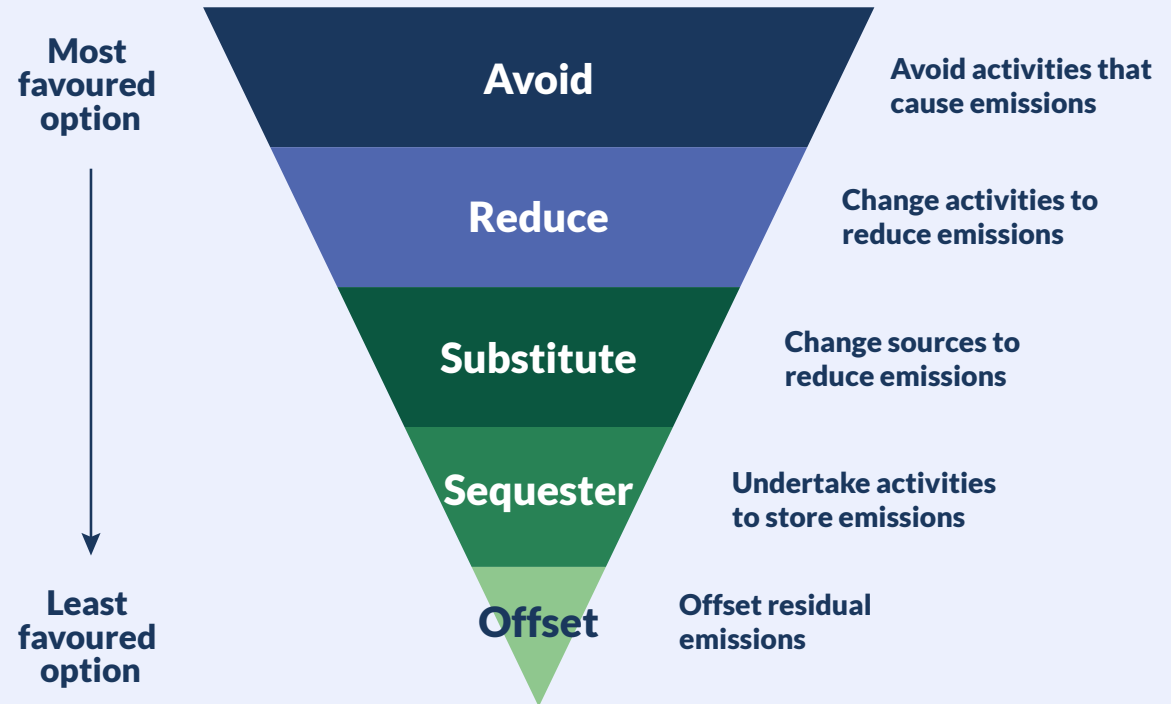 Most
favoured
option
Avoid
Avoid activities that
cause emissions
Reduce
Change activities to
reduce emissions
Substitute
Change sources to
reduce emissions
Sequester
Undertake activities
to store emissions
Least
favoured
option
Offset
Offset residual
emissions